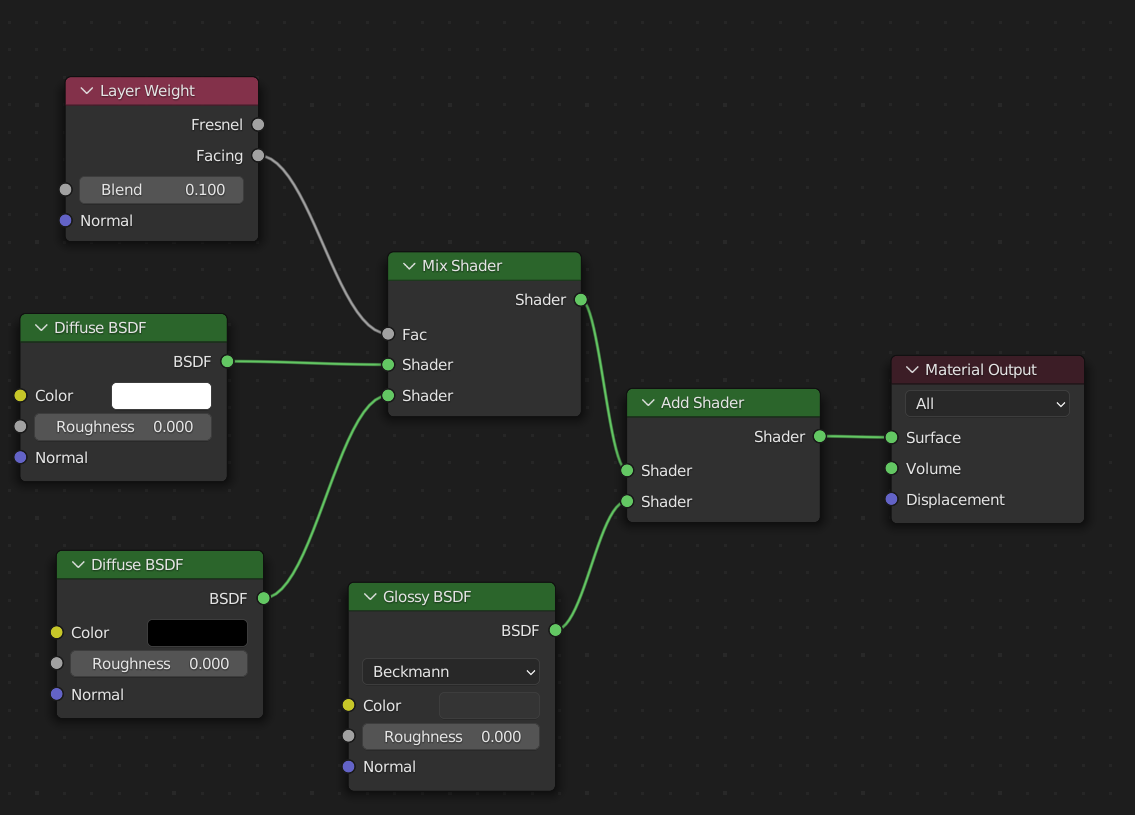 Layer Weight
Fresnel
Facing
Blend 0.100
Normal
Diffuse BSDF
BSDF
Color
Roughness 0.000
Normal
Diffuse BSDF
BSDF
Color
Roughness 0.000
Normal
Mix Shader
Shader
Fac
Shader
Shader
Glossy BSDF
BSDF
Beckmann
Color
Roughness 0.000
Normal
Add Shader
Shader
Shader
Shader
Material Output
All
Surface
Volume
Displacement